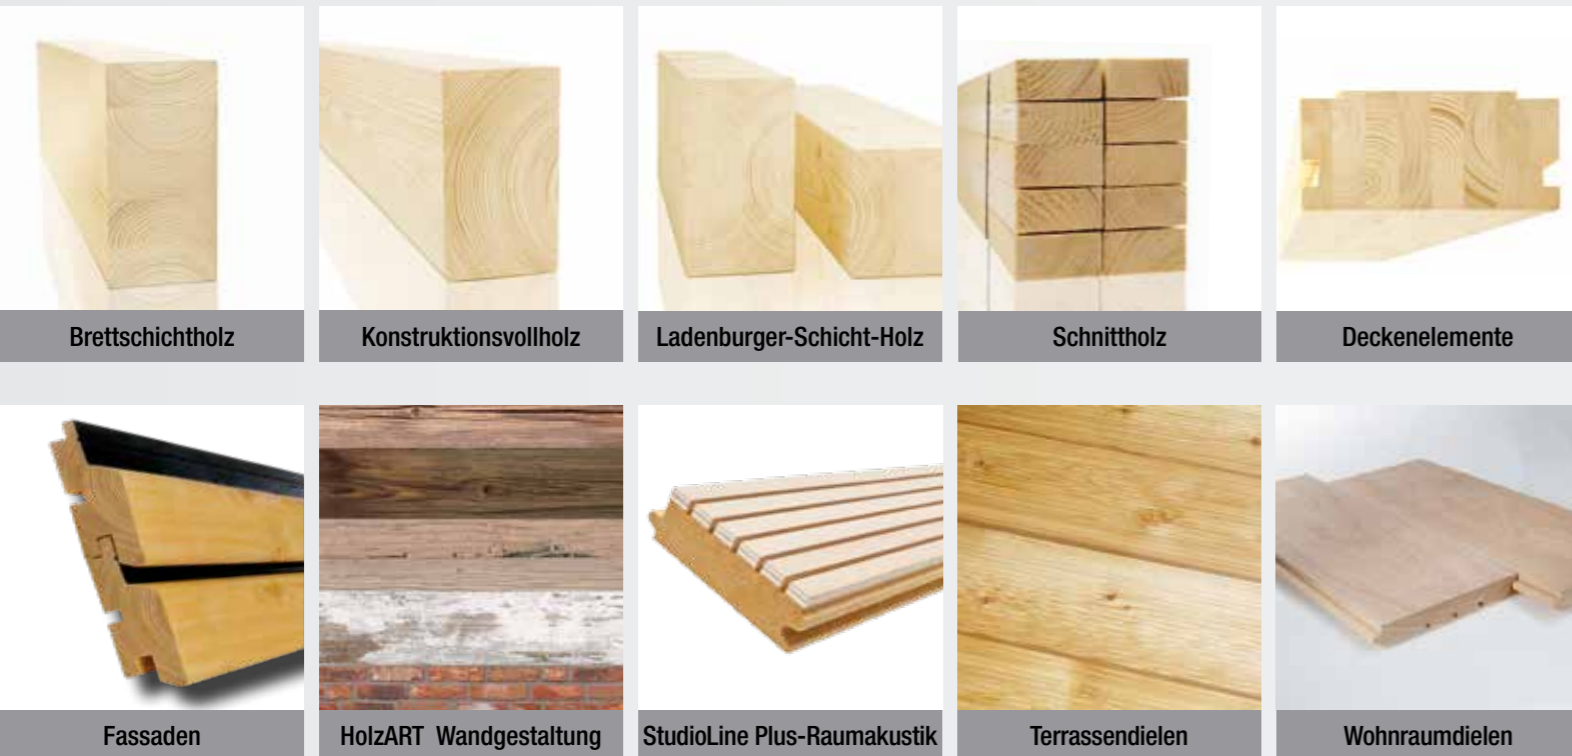 Brettschichtholz
Konstruktionsvollholz
Ladenburger-Schicht-Holz
Schnittholz
Deckenelemente
Fassaden
HolzART Wandgestaltung
StudioLine Plus-Raumakustik
Terrassendielen
Wohnraumdielen